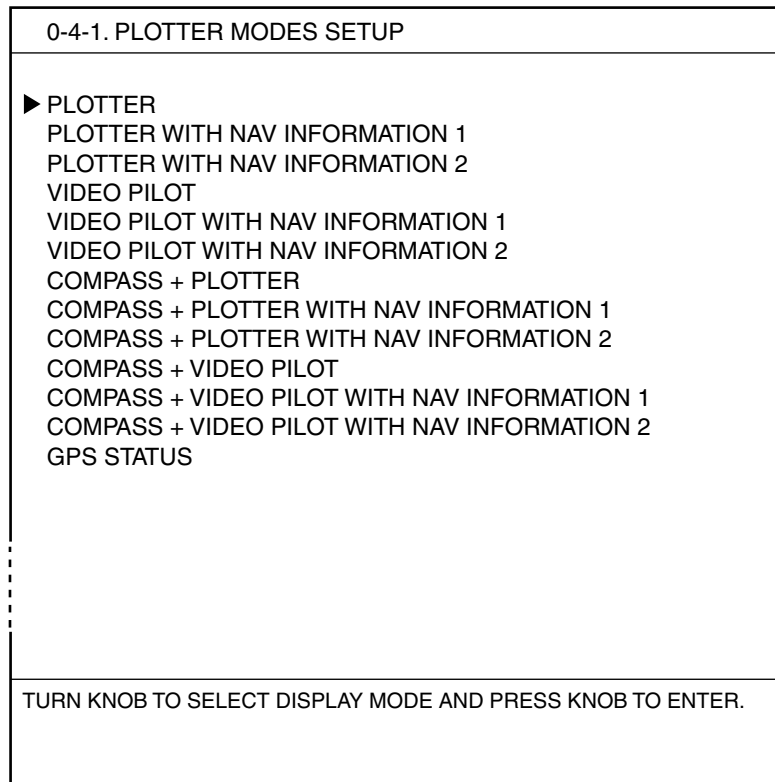 0-4-1. PLOTTER MODES SETUP
▶ PLOTTER
PLOTTER WITH NAV INFORMATION 1
PLOTTER WITH NAV INFORMATION 2
VIDEO PILOT
VIDEO PILOT WITH NAV INFORMATION 1
VIDEO PILOT WITH NAV INFORMATION 2
COMPASS + PLOTTER
COMPASS + PLOTTER WITH NAV INFORMATION 1
COMPASS + PLOTTER WITH NAV INFORMATION 2
COMPASS + VIDEO PILOT
COMPASS + VIDEO PILOT WITH NAV INFORMATION 1
COMPASS + VIDEO PILOT WITH NAV INFORMATION 2
GPS STATUS
TURN KNOB TO SELECT DISPLAY MODE AND PRESS KNOB TO ENTER.